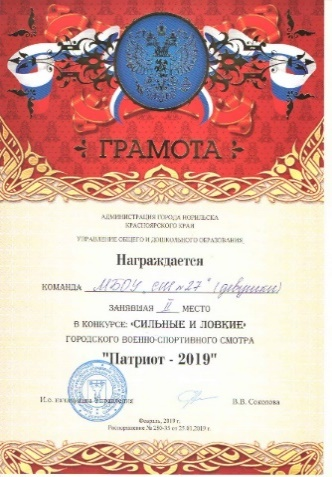 ГРАМОТА
АДМИНИСТРАЦИЯ ГОРОДА НОРИЛЬСКА
КРАСНОЯРСКОГО КРАЯ
УПРАВЛЕНИЕ ОБЩЕГО И ДОШКОЛЬНОГО ОБРАЗОВАНИЯ
Награждается
КОМАНДА МБОУ "СШ №27" (девушки)
ЗАНЯВШАЯ II МЕСТО
В КОНКУРСЕ: «СИЛЬНЫЕ И ЛОВКИЕ»
ГОРОДСКОГО ВОЕННО-СПОРТИВНОГО СМОТРА
"Патриот - 2019"
И.о. начальника Управления В.В. Соколова
Февраль, 2019 г.
Распоряжение № 280-35 от 25.01.2019 г.